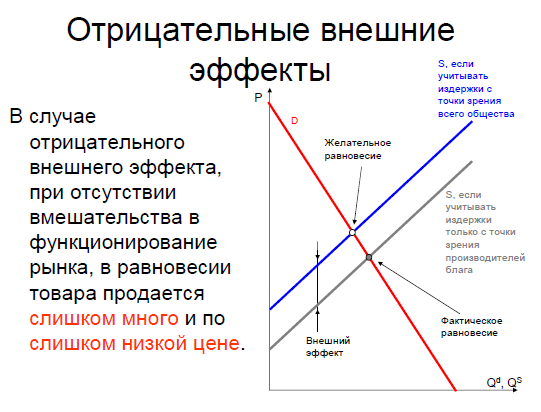 Отрицательные внешние
эффекты
В случае
отрицательного
внешнего эффекта,
при отсутствии
вмешательства в
функционирование
рынка, в равновесии
товара продается
слишком много и по
слишком низкой цене.
P
D
S, если
учитывать
издержки с
точки зрения
всего общества
Желательное
равновесие
S, если
учитывать
издержки
только с точки
зрения
производителей
блага
Фактическое
равновесие
Внешний
эффект
Qd, QS